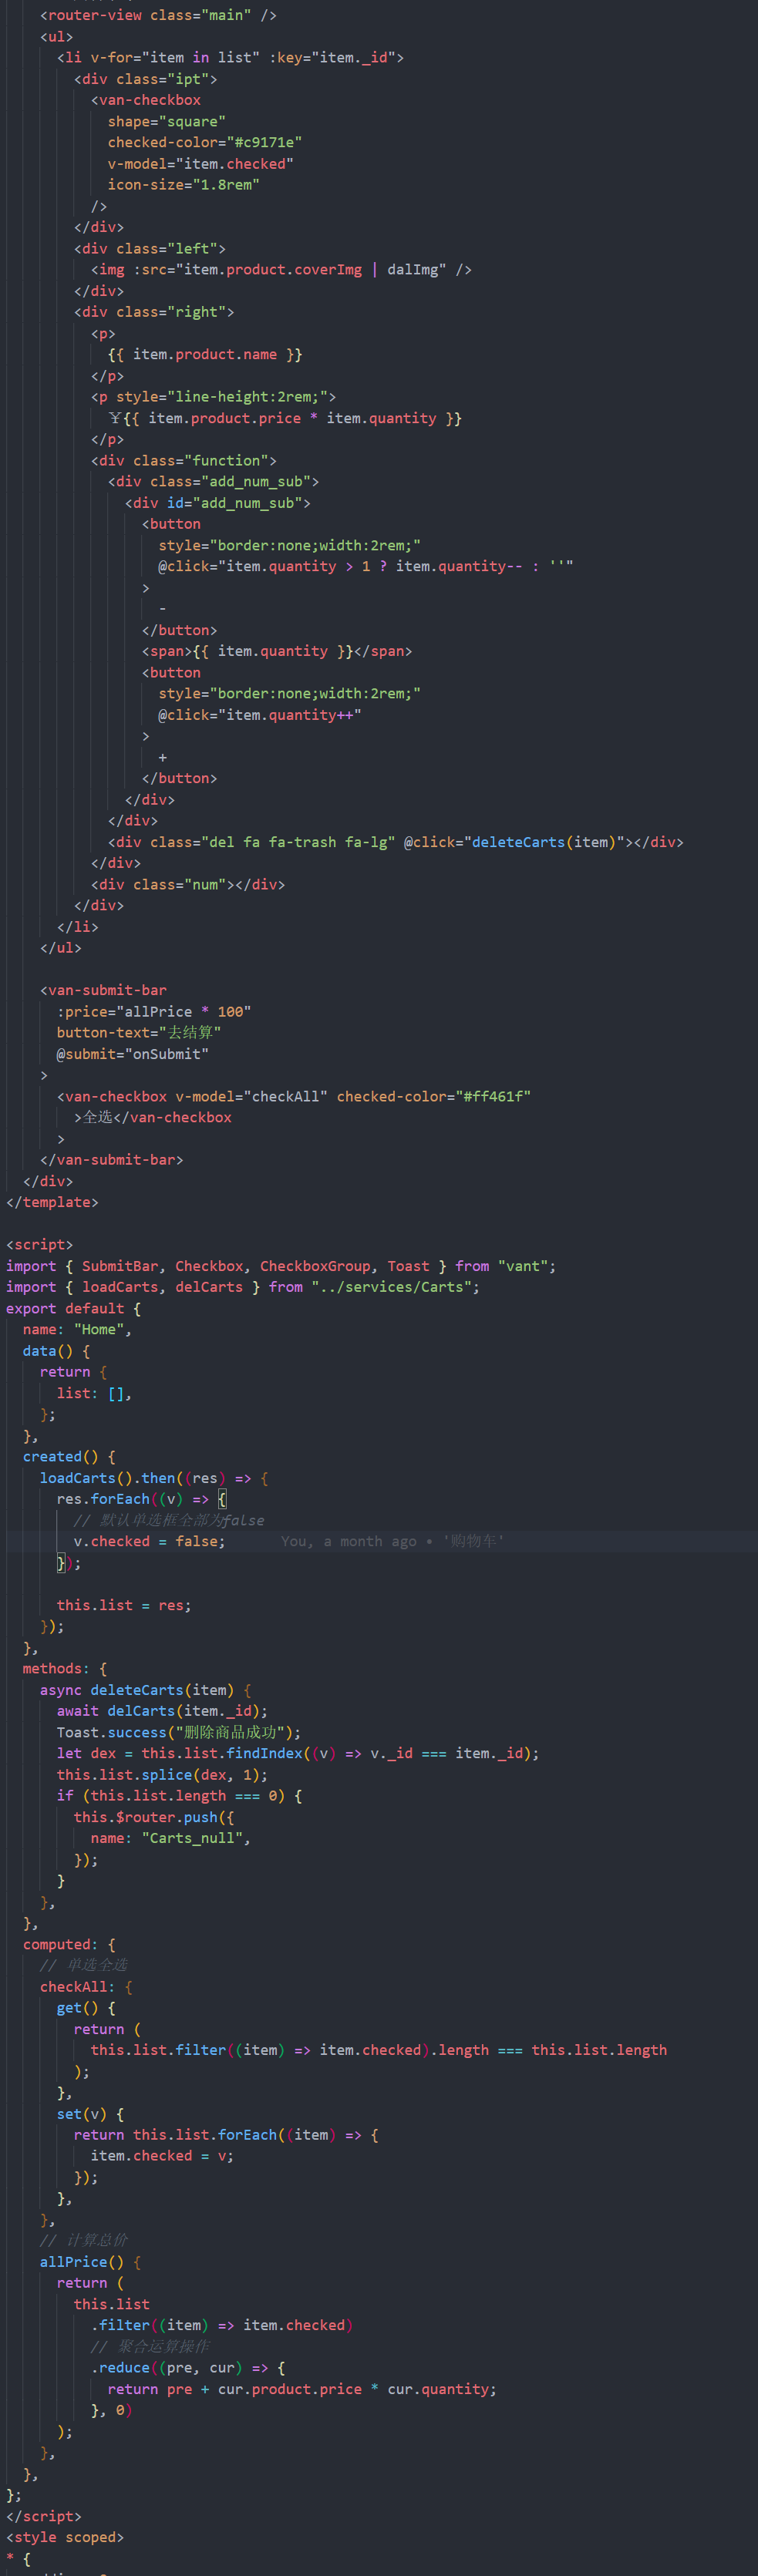 <router-view class="main" />
<ul>
<li v-for="item in list" :key="item._id">
<div class="ipt">
<van-checkbox
shape="square"
checked-color="#c9171e"
v-model="item.checked"
icon-size="1.8rem"
/>
</div>
<div class="left">
<img :src="item.product.coverImg | dalImg" />
</div>
<div class="right">
<p>
{{ item.product.name }}
</p>
<p style="line-height:2rem;">
¥{{ item.product.price * item.quantity }}
</p>
<div class="function">
<div class="add_num_sub">
<div id="add_num_sub">
<button
style="border:none;width:2rem;"
@click="item.quantity > 1 ? item.quantity-- : ''"
>
-
</button>
<span>{{ item.quantity }}</span>
<button
style="border:none;width:2rem;"
@click="item.quantity++"
>
+
</button>
</div>
</div>
<div class="del fa fa-trash fa-lg" @click="deleteCarts(item)"></div>
</div>
<div class="num"></div>
</div>
</li>
</ul>
<van-submit-bar
:price="allPrice * 100"
button-text="去结算"
@submit="onSubmit"
>
<van-checkbox v-model="checkAll" checked-color="#ff461f"
>全选</van-checkbox
>
</van-submit-bar>
</div>
</template>
<script>
import { SubmitBar, Checkbox, CheckboxGroup, Toast } from "vant";
import { loadCarts, delCarts } from "../services/Carts";
export default {
name: "Home",
data() {
return {
list: [],
};
},
created() {
loadCarts().then((res) => {
res.forEach((v) => {
// 默认单选框全部为false
v.checked = false; You, a month ago • '购物车'
});
this.list = res;
});
},
methods: {
async deleteCarts(item) {
await delCarts(item._id);
Toast.success("删除商品成功");
let dex = this.list.findIndex((v) => v._id === item._id);
this.list.splice(dex, 1);
if (this.list.length === 0) {
this.$router.push({
name: "Carts_null",
});
}
},
},
computed: {
// 单选全选
checkAll: {
get() {
return (
this.list.filter((item) => item.checked).length === this.list.length
);
},
set(v) {
return this.list.forEach((item) => {
item.checked = v;
});
},
},
// 计算总价
allPrice() {
return (
this.list
.filter((item) => item.checked)
// 聚合运算操作
.reduce((pre, cur) => {
return pre + cur.product.price * cur.quantity;
}, 0)
);
},
},
};
</script>
<style scoped>
* {